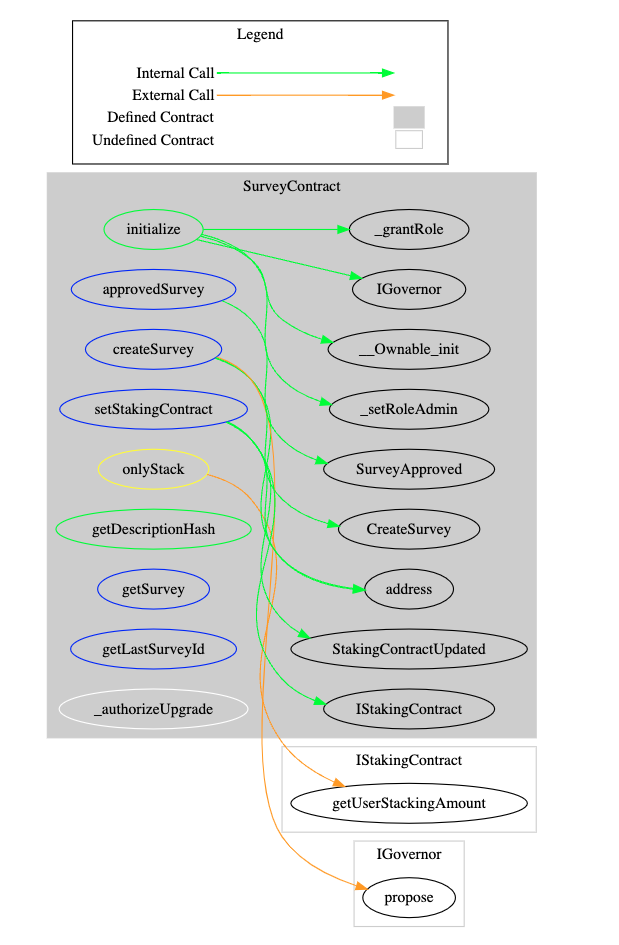 Legend
Internal Call
External Call
Defined Contract
Undefined Contract
SurveyContract
initialize
_grantRole
IGovernor
approvedSurvey
createSurvey
__Ownable_init
setStakingContract
_setRoleAdmin
onlyStack
SurveyApproved
getDescriptionHash
CreateSurvey
getSurvey
address
getLastSurveyId
StakingContractUpdated
_authorizeUpgrade
IStakingContract
IStakingContract
getUserStackingAmount
IGovernor
propose